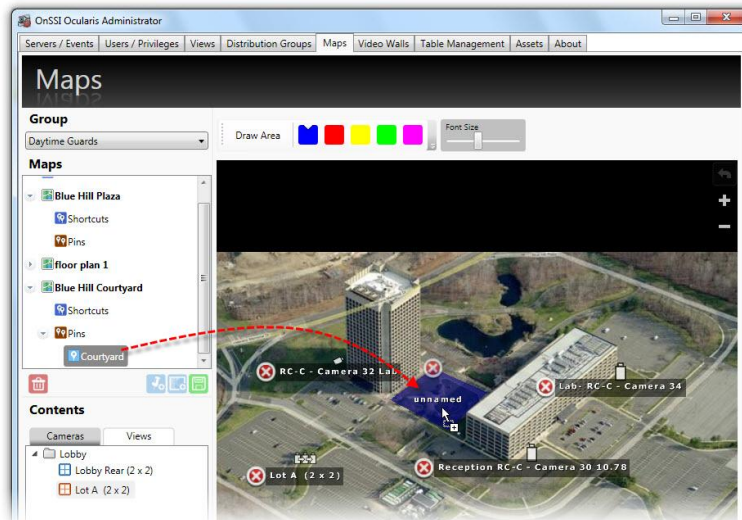 OnSSI Ocularis Administrator
Servers / Events Users / Privileges Views Distribution Groups Maps Video Walls Table Management Assets About
Maps
Group
Daytime Guards
Draw Area
Font Size
Maps
Blue Hill Plaza
Shortcuts
Pins
floor plan 1
Blue Hill Courtyard
Shortcuts
Pins
Courtyard
RC-C - Camera 32 Lab
Lab- RC-C - Camera 34
unnamed
Reception RC-C - Camera 30 10.78
Lot A (2 x 2)
Contents
Cameras Views
Lobby
Lobby Rear (2 x 2)
Lot A (2 x 2)